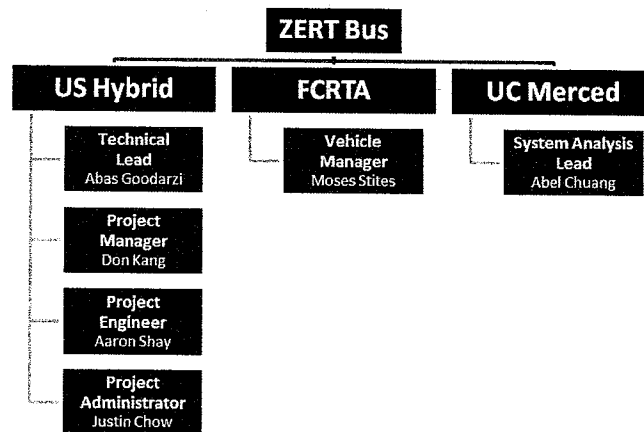 ZERT Bus
US Hybrid
FCRTA
UC Merced
Technical
Lead
Abas Goodarzi
Project
Manager
Don Kang
Project
Engineer
Aaron Shay
Project
Administrator
Justin Chow
Vehicle
Manager
Moses Stites
System Analysis
Lead
Abel Chuang